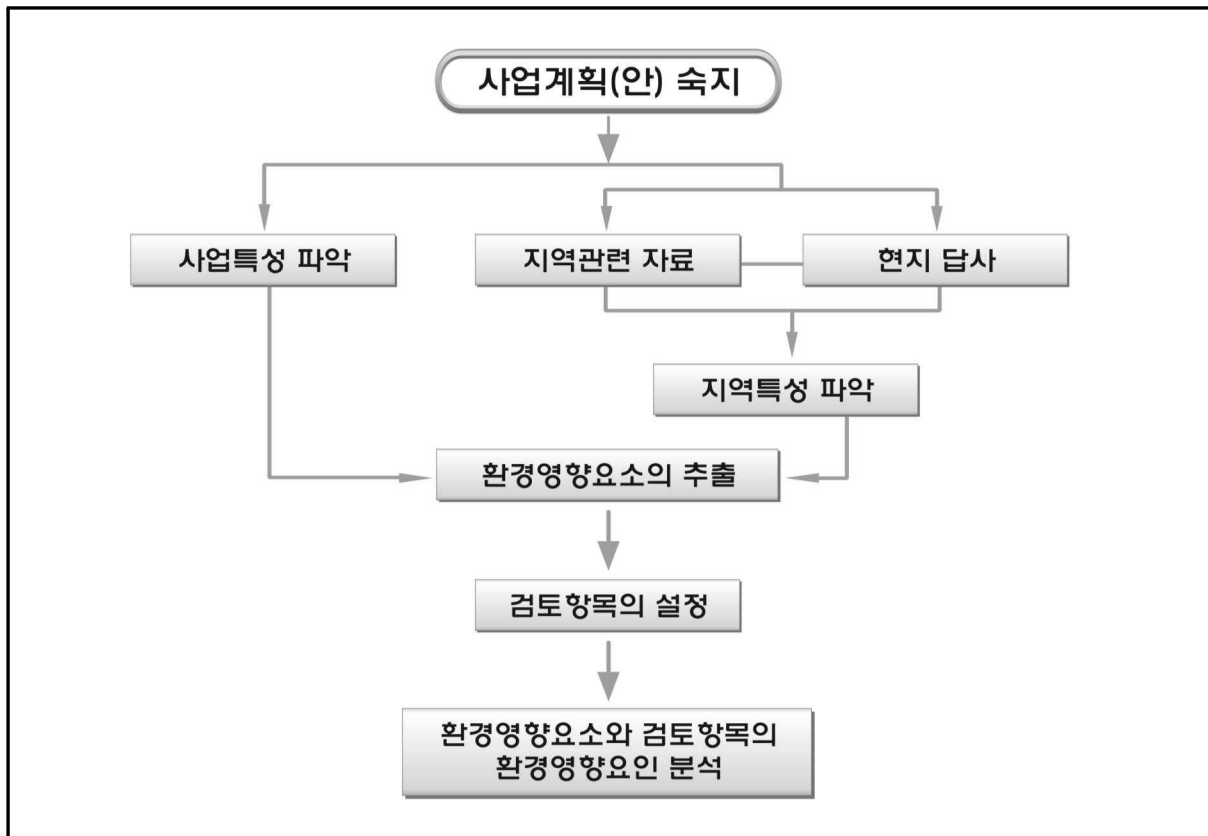 사업계획(안) 숙지
사업특성 파악
지역관련 자료
현지 답사
지역특성 파악
환경영향요소의 추출
검토항목의 설정
환경영향요소와 검토항목의
환경영향요인 분석